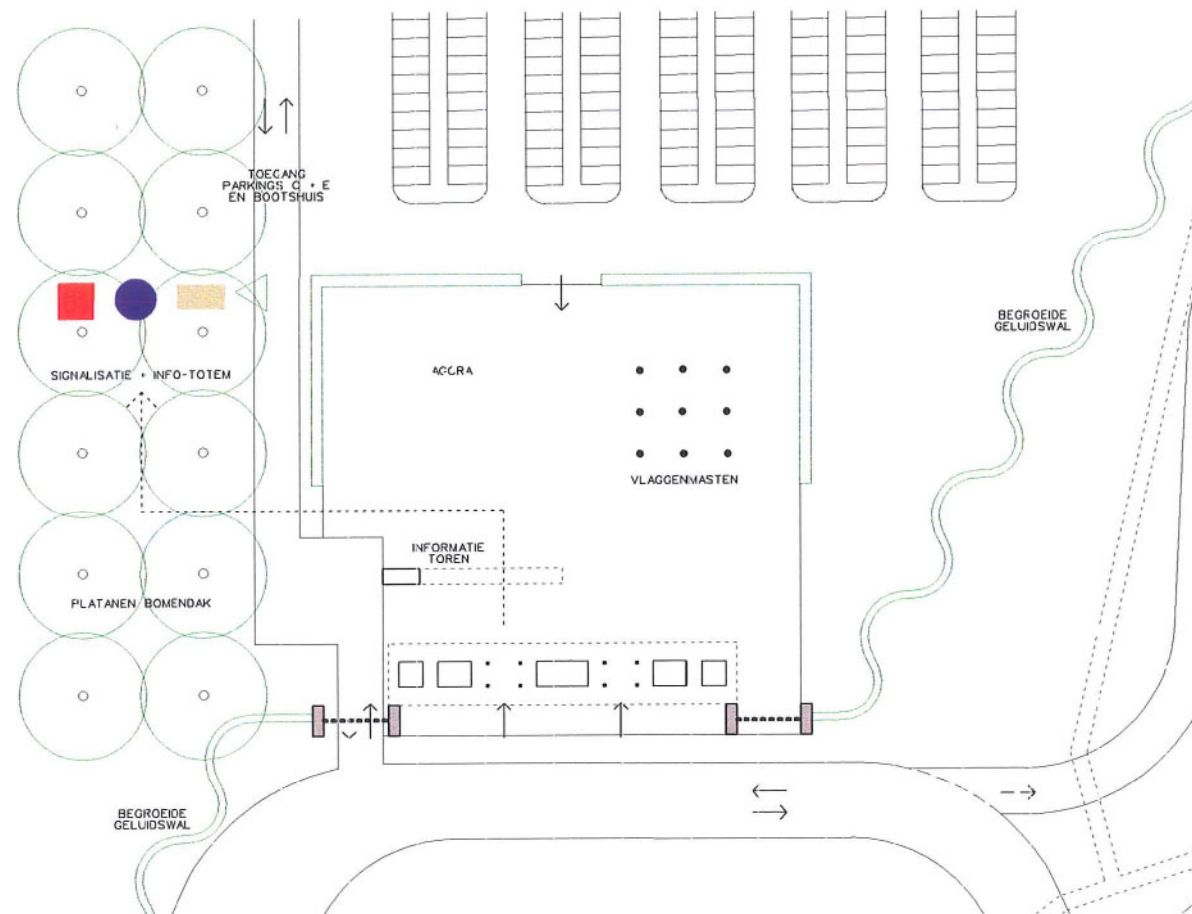 TOEGANG
PARKINGS C + E
EN BOOTSHUIS
BEGROEIDE
GELUIDSWAL
SIGNALISATIE + INFO-TOTEM
AGORA
VLAGGENMASTEN
INFORMATIE
TOREN
PLATANEN BOMENDAK
BEGROEIDE
GELUIDSWAL